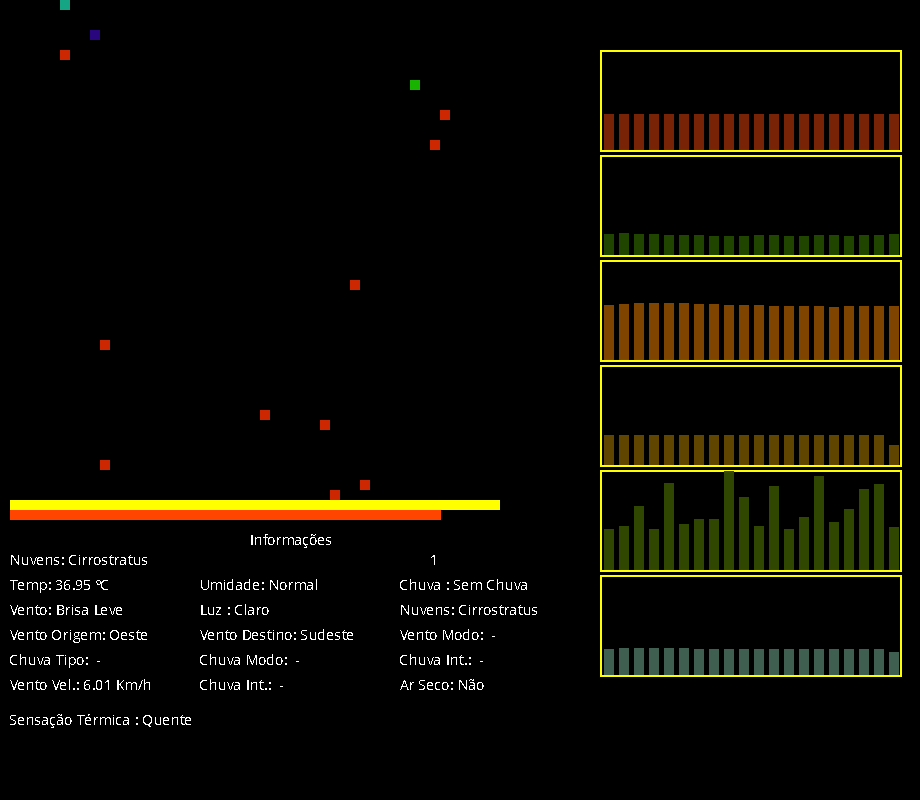 Informações
Nuvens: Cirrostratus 1
Temp: 36.95 ºC Umidade: Normal Chuva : Sem Chuva
Vento: Brisa Leve Luz : Claro Nuvens: Cirrostratus
Vento Origem: Oeste Vento Destino: Sudeste Vento Modo: -
Chuva Tipo: - Chuva Modo: - Chuva Int.: -
Vento Vel.: 6.01 Km/h Chuva Int.: - Ar Seco: Não
Sensação Térmica : Quente